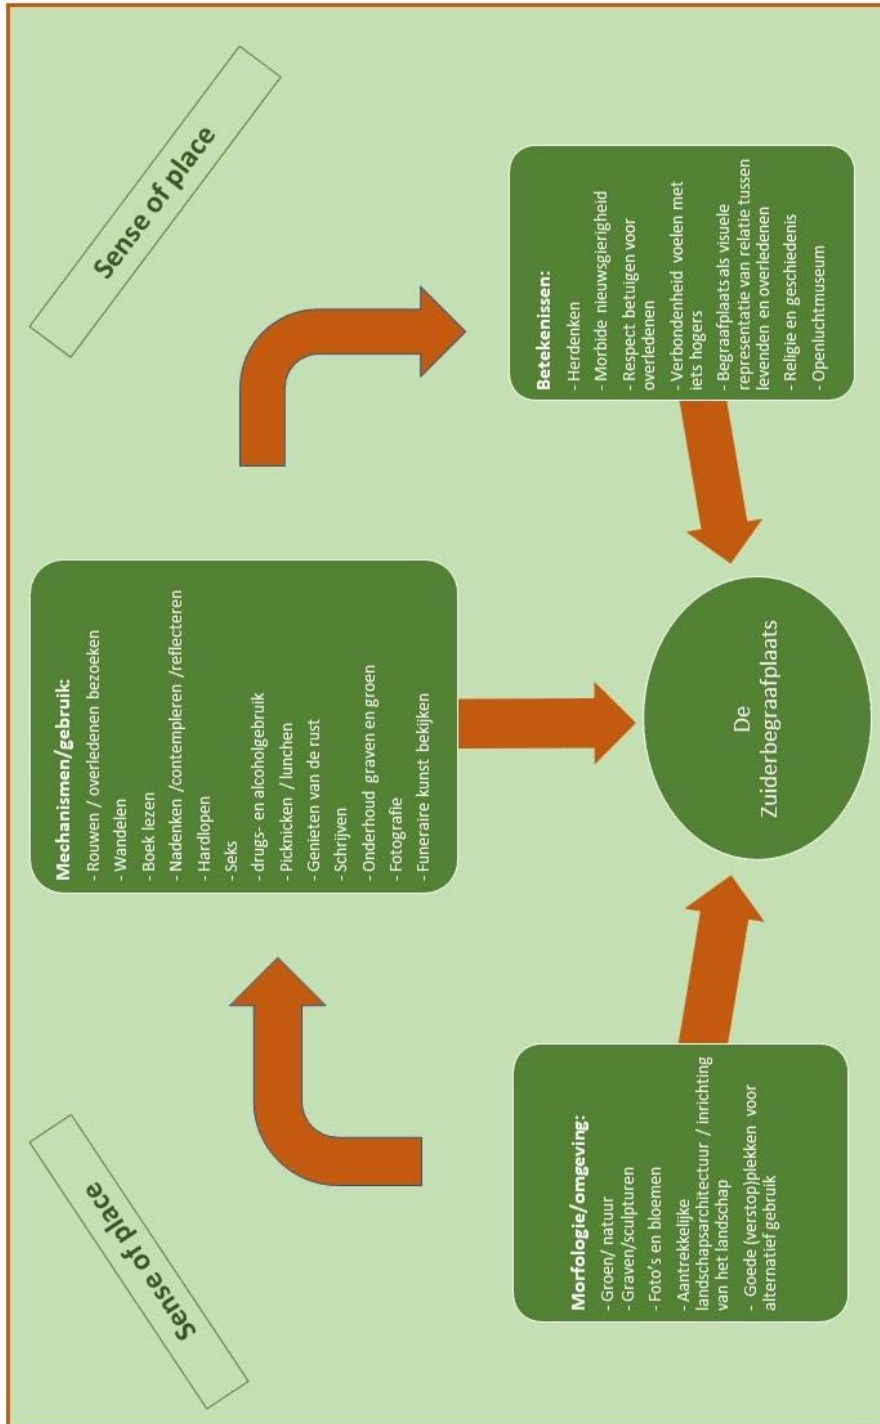 Sense of place
Sense of place
Mechanismen/gebruik:
- Rouwen / overledenen bezoeken
- Wandelen
- Boek lezen
- Nadenken /contempleren /reflecteren
- Hardlopen
- Seks
- drugs- en alcoholgebruik
- Picknicken / lunchen
- Genieten van de rust
- Schrijven
- Onderhoud graven en groen
- Fotografie
- Funeraire kunst bekijken
Morfologie/omgeving:
- Groen/ natuur
- Graven/sculpturen
- Foto's en bloemen
- Aantrekkelijke
landschapsarchitectuur / inrichting
van het landschap
- Goede (verstop)plekken voor
alternatief gebruik
Betekenissen:
- Herdenken
- Morbide nieuwsgierigheid
- Respect betuigen voor
overledenen
- Verbondenheid voelen met
iets hogers
- Begraafplaats als visuele
representatie van relatie tussen
levenden en overledenen
- Religie en geschiedenis
- Openluchtmuseum
De
Zuiderbegraafplaats